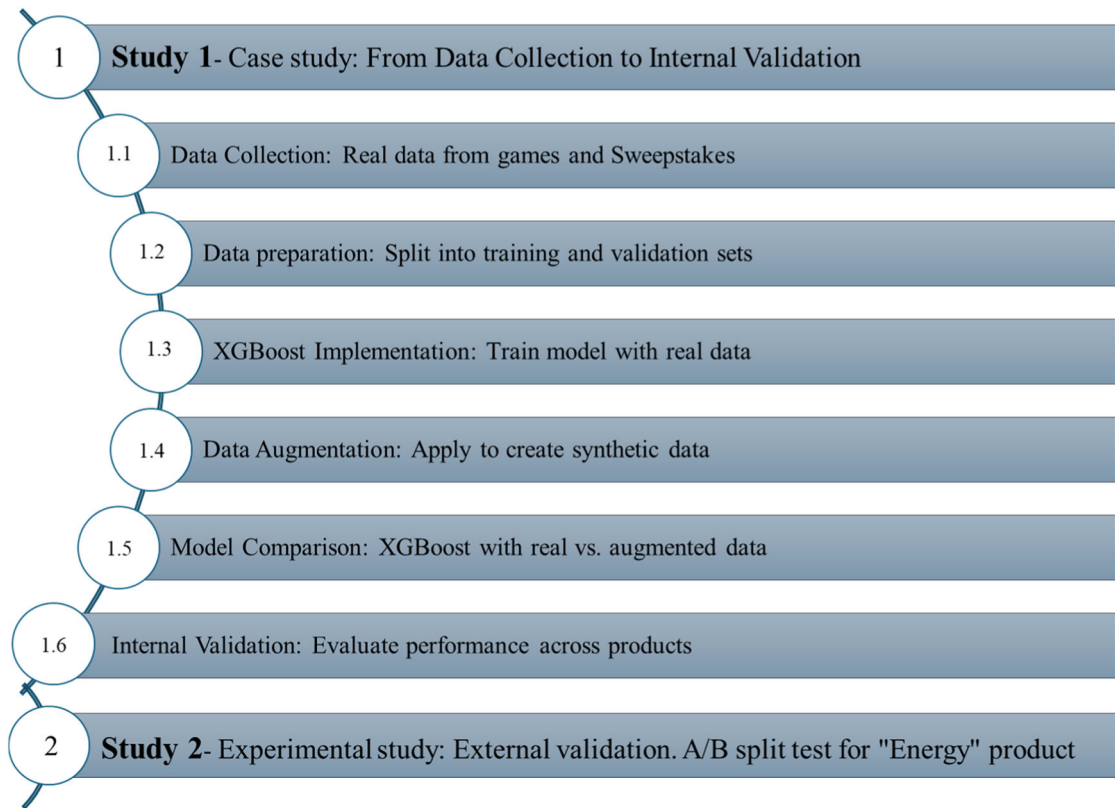 1 Study 1- Case study: From Data Collection to Internal Validation
1.1 Data Collection: Real data from games and Sweepstakes
1.2 Data preparation: Split into training and validation sets
1.3 XGBoost Implementation: Train model with real data
1.4 Data Augmentation: Apply to create synthetic data
1.5 Model Comparison: XGBoost with real vs. augmented data
1.6 Internal Validation: Evaluate performance across products
2 Study 2- Experimental study: External validation. A/B split test for "Energy" product